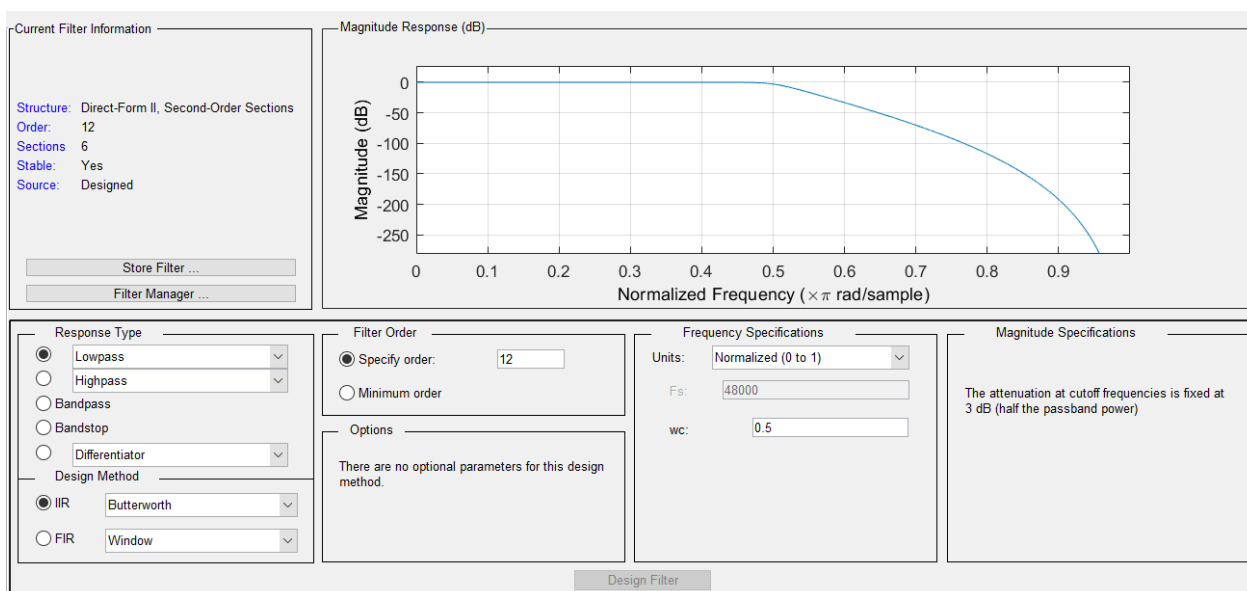 Current Filter Information
Structure: Direct-Form II, Second-Order Sections
Order: 12
Sections 6
Stable: Yes
Source: Designed
Store Filter ...
Filter Manager ...
Magnitude Response (dB)
0
-50
-100
-150
-200
-250
Magnitude (dB)
0 0.1 0.2 0.3 0.4 0.5 0.6 0.7 0.8 0.9
Normalized Frequency (×π rad/sample)
Response Type
Lowpass
Highpass
Bandpass
Bandstop
Differentiator
Design Method
IIR Butterworth
FIR Window
Filter Order
Specify order: 12
Minimum order
Options
There are no optional parameters for this design
method.
Frequency Specifications
Units: Normalized (0 to 1)
Fs: 48000
wc: 0.5
Magnitude Specifications
The attenuation at cutoff frequencies is fixed at
3 dB (half the passband power)
Design Filter